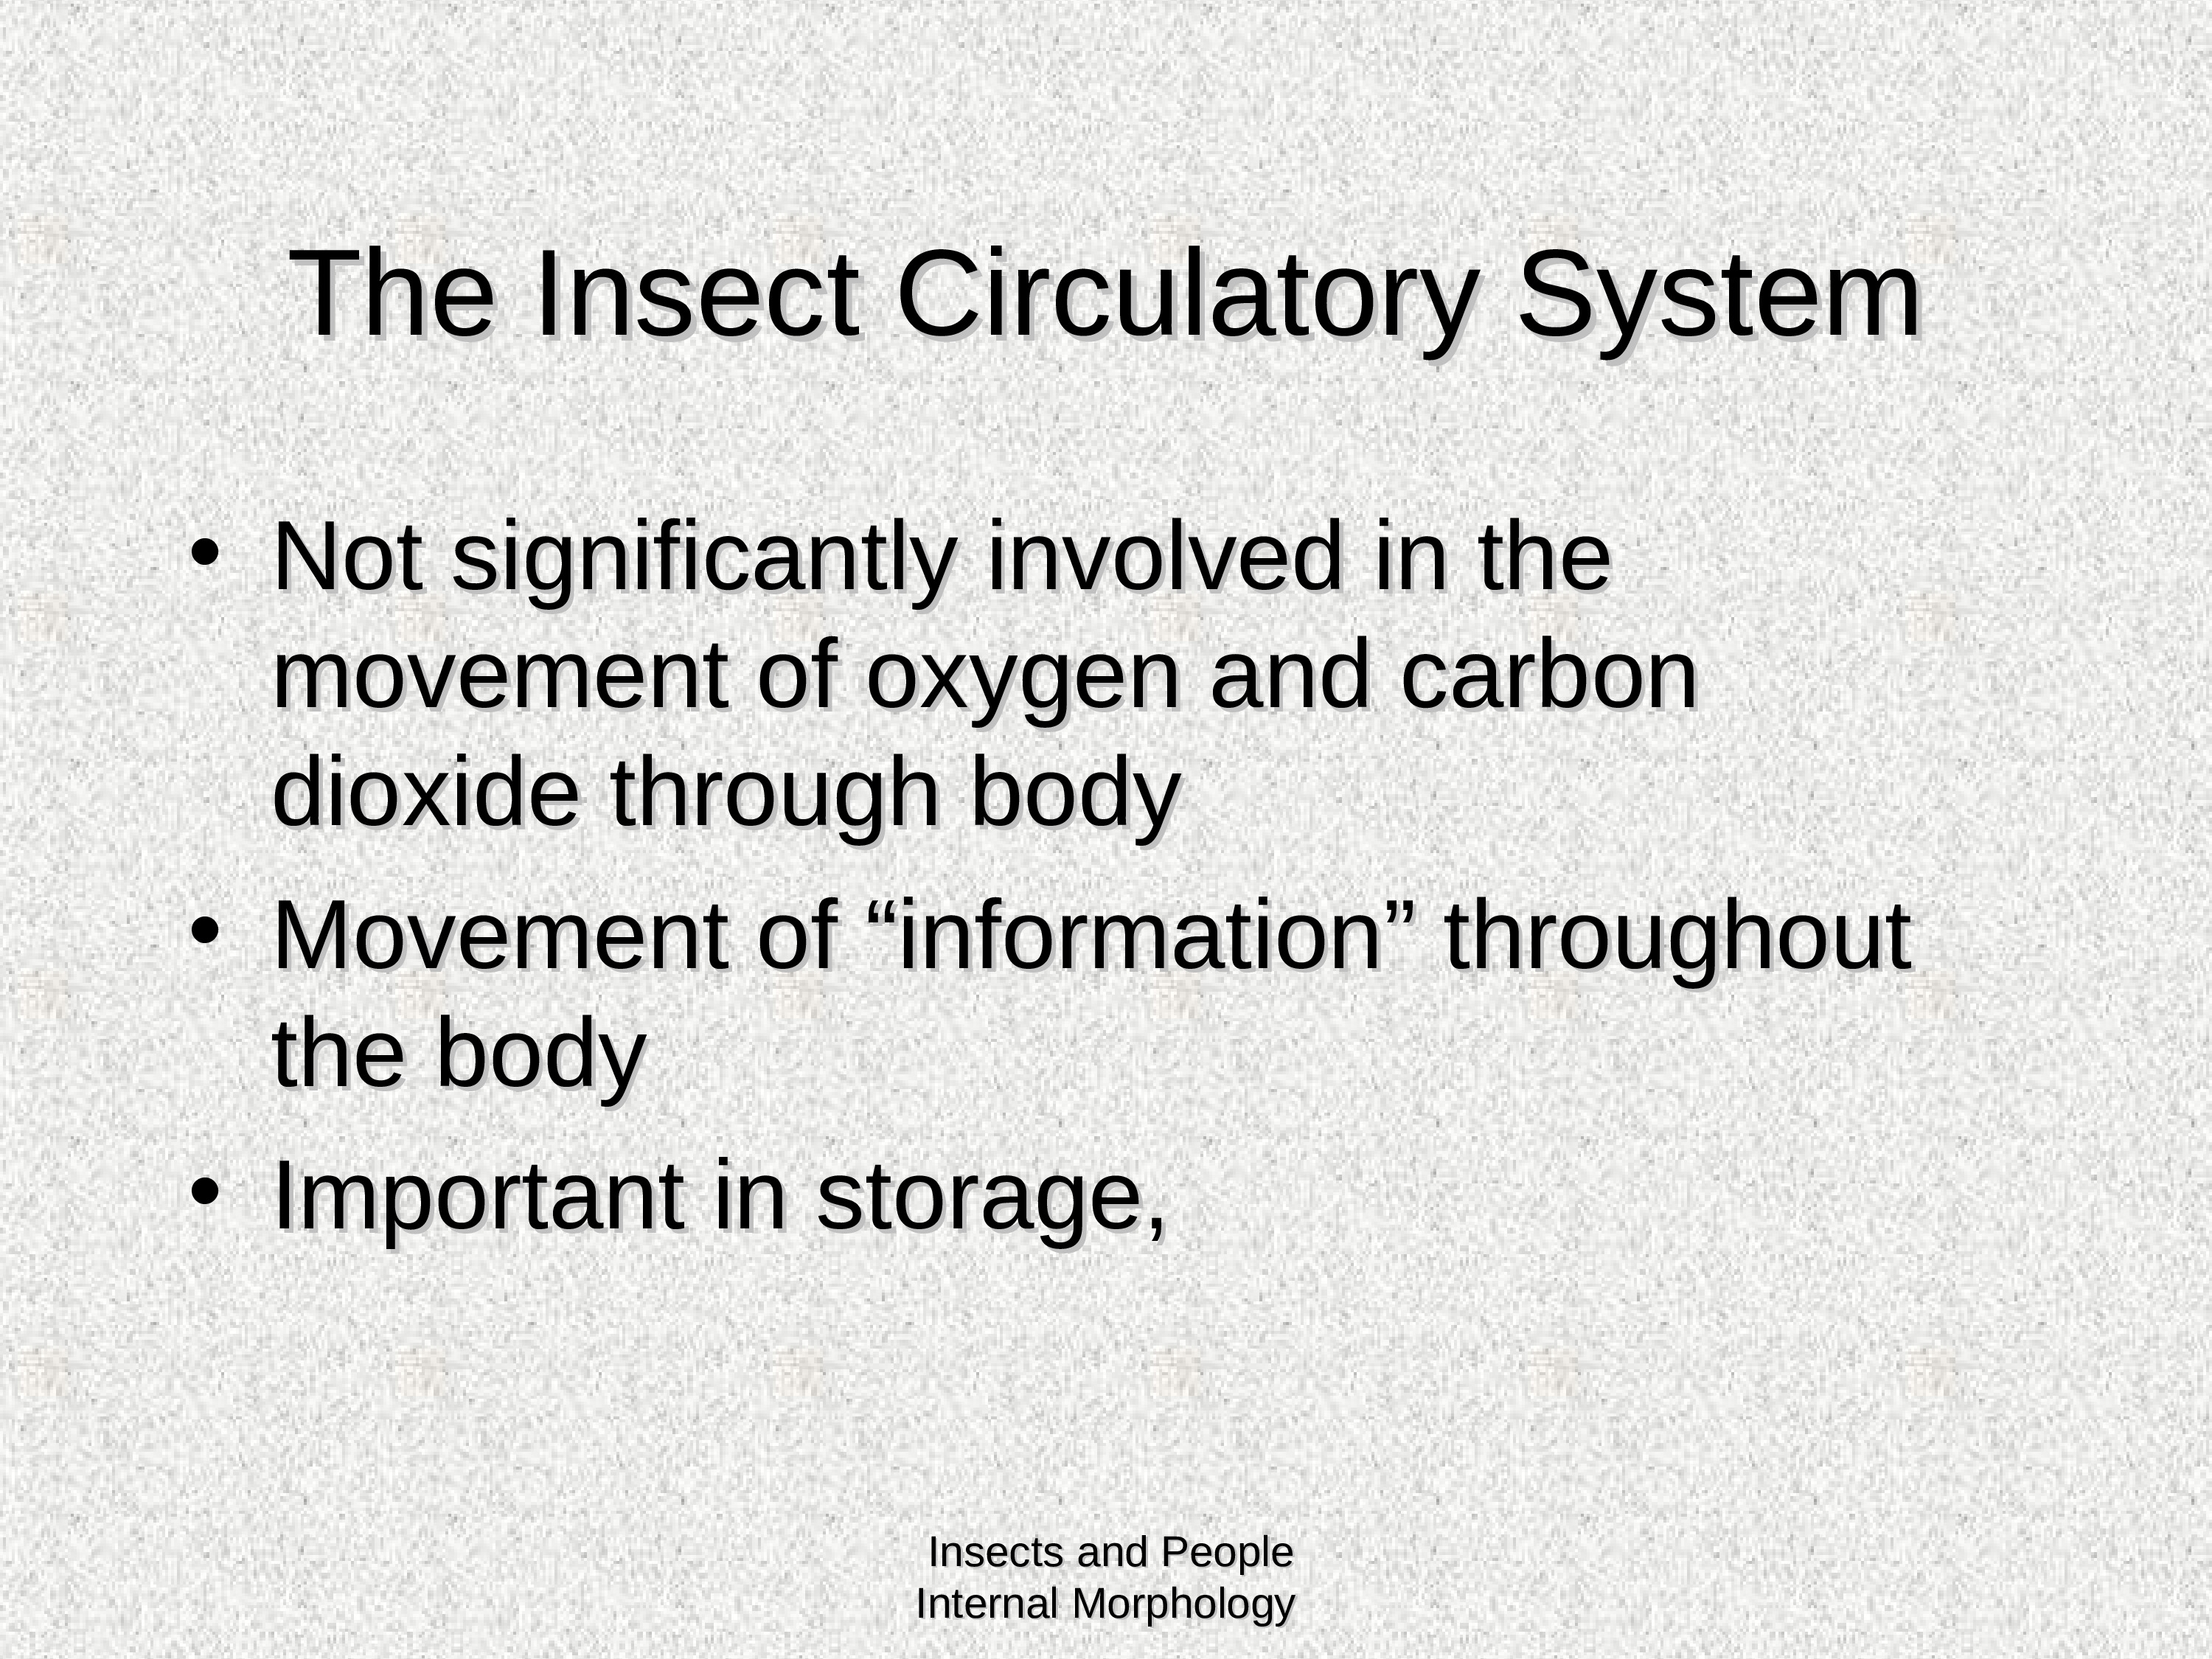 The Insect Circulatory System
• Not significantly involved in the
movement of oxygen and carbon
dioxide through body
• Movement of “information” throughout
the body
• Important in storage,
Insects and People
Internal Morphology